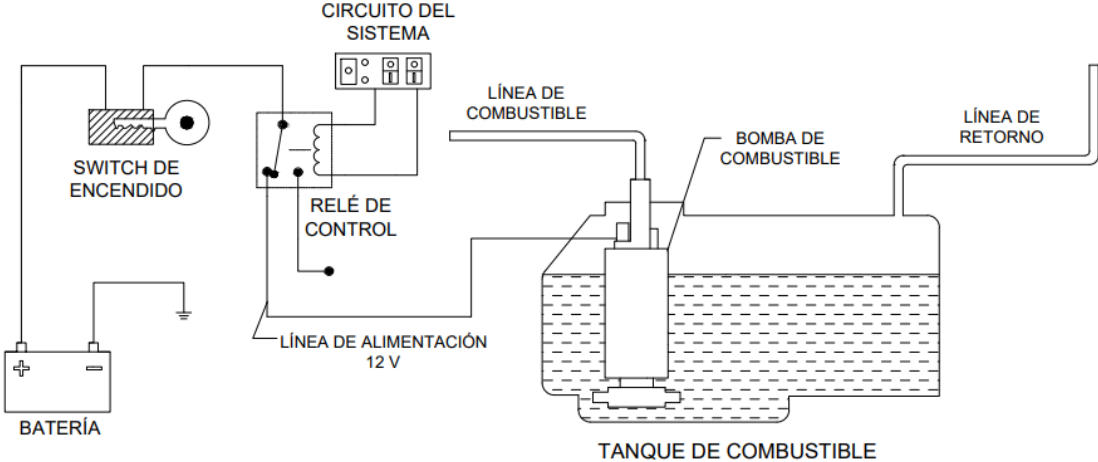 CIRCUITO DEL
SISTEMA
SWITCH DE
ENCENDIDO
RELÉ DE
CONTROL
LÍNEA DE
COMBUSTIBLE
BOMBA DE
COMBUSTIBLE
LÍNEA DE
RETORNO
LÍNEA DE ALIMENTACIÓN
12 V
+ −
BATERÍA
TANQUE DE COMBUSTIBLE